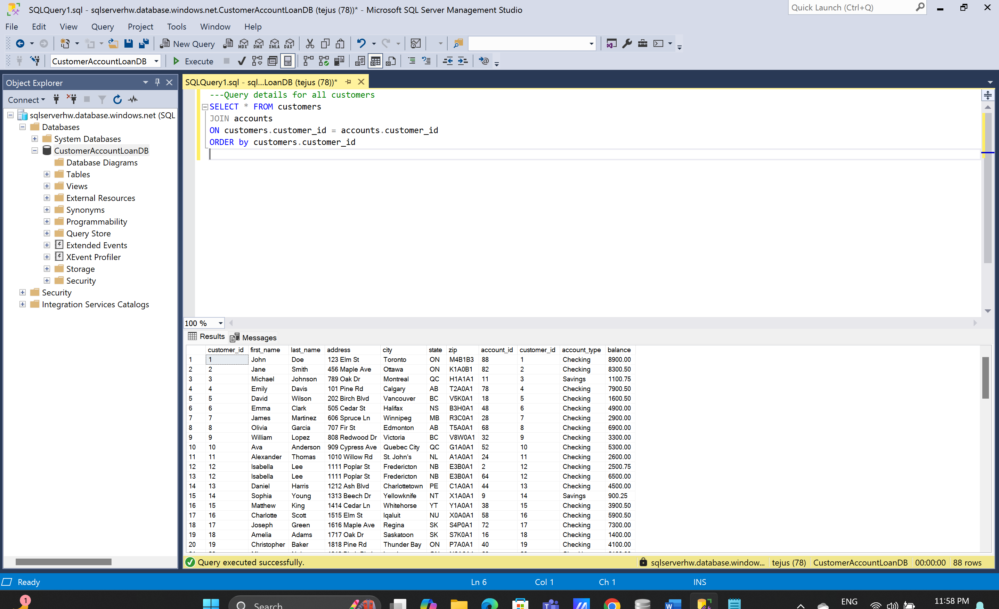 SQLQuery1.sql - sqlserverhw.database.windows.net.CustomerAccountLoanDB (tejus (78))* - Microsoft SQL Server Management Studio
Quick Launch (Ctrl+Q)
File Edit View Query Project Tools Window Help
New Query MDX DMX XMLA DAX
CustomerAccountLoanDB Execute
Object Explorer
SQLQuery1.sql - sql...LoanDB (tejus (78))*
Connect
sqlserverhw.database.windows.net (SQL
Databases
System Databases
CustomerAccountLoanDB
Database Diagrams
Tables
Views
External Resources
Synonyms
Programmability
Query Store
Extended Events
XEvent Profiler
Storage
Security
Security
Integration Services Catalogs
---Query details for all customers
SELECT * FROM customers
JOIN accounts
ON customers.customer_id = accounts.customer_id
ORDER by customers.customer_id
100 %
Results Messages
customer_id first_name last_name address city state zip account_id customer_id account_type balance
1 1 John Doe 123 Elm St Toronto ON M4B1B3 88 1 Checking 8900.00
2 2 Jane Smith 456 Maple Ave Ottawa ON K1A0B1 82 2 Checking 8300.50
3 3 Michael Johnson 789 Oak Dr Montreal QC H1A1A1 11 3 Savings 1100.75
4 4 Emily Davis 101 Pine Rd Calgary AB T2A0A1 78 4 Checking 7900.50
5 5 David Wilson 202 Birch Blvd Vancouver BC V5K0A1 18 5 Checking 1600.50
6 6 Emma Clark 505 Cedar St Halifax NS B3H0A1 48 6 Checking 4900.00
7 7 James Martinez 606 Spruce Ln Winnipeg MB R3C0A1 28 7 Checking 2900.00
8 8 Olivia Garcia 707 Fir St Edmonton AB T5A0A1 68 8 Checking 6900.00
9 9 William Lopez 808 Redwood Dr Victoria BC V8W0A1 32 9 Checking 3300.00
10 10 Ava Anderson 909 Cypress Ave Quebec City QC G1A0A1 52 10 Checking 5300.00
11 11 Alexander Thomas 1010 Willow Rd St. John's NL A1A0A1 24 11 Checking 2600.00
12 12 Isabella Lee 1111 Poplar St Fredericton NB E3B0A1 2 12 Checking 2500.75
13 12 Isabella Lee 1111 Poplar St Fredericton NB E3B0A1 64 12 Checking 6500.00
14 13 Daniel Harris 1212 Ash Blvd Charlottetown PE C1A0A1 44 13 Checking 4500.00
15 14 Sophia Young 1313 Beech Dr Yellowknife NT X1A0A1 9 14 Savings 900.25
16 15 Matthew King 1414 Cedar Ln Whitehorse YT Y1A0A1 38 15 Checking 3900.50
17 16 Charlotte Scott 1515 Elm St Iqaluit NU X0A0A1 58 16 Checking 5900.50
18 17 Joseph Green 1616 Maple Ave Regina SK S4P0A1 72 17 Checking 7300.00
19 18 Amelia Adams 1717 Oak Dr Saskatoon SK S7K0A1 16 18 Checking 1400.00
20 19 Christopher Baker 1818 Pine Rd Thunder Bay ON P7A0A1 40 19 Checking 4100.00
Query executed successfully. sqlserverhw.database.window... tejus (78) CustomerAccountLoanDB 00:00:00 88 rows
Ready Ln 6 Col 1 Ch 1 INS
1 Search ENG 11:58 PM